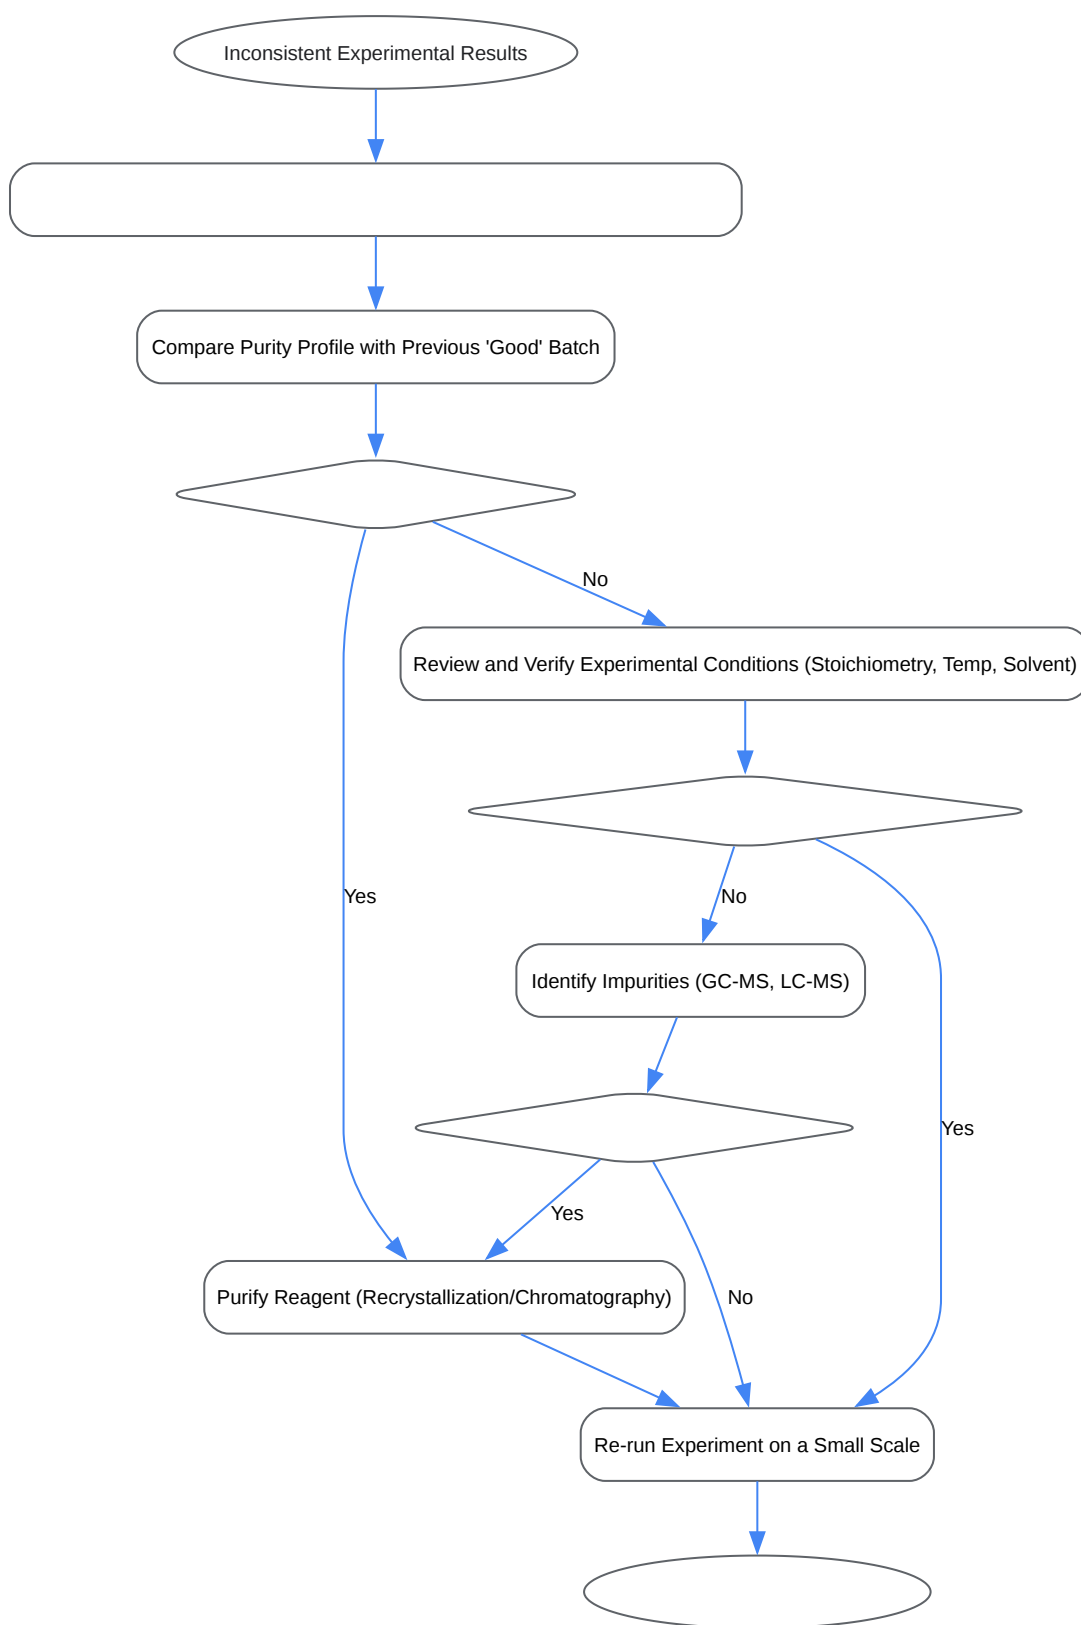 Inconsistent Experimental Results
Compare Purity Profile with Previous 'Good' Batch
No
Review and Verify Experimental Conditions (Stoichiometry, Temp, Solvent)
Yes
No
Identify Impurities (GC-MS, LC-MS)
Yes
Yes
Purify Reagent (Recrystallization/Chromatography)
No
Re-run Experiment on a Small Scale